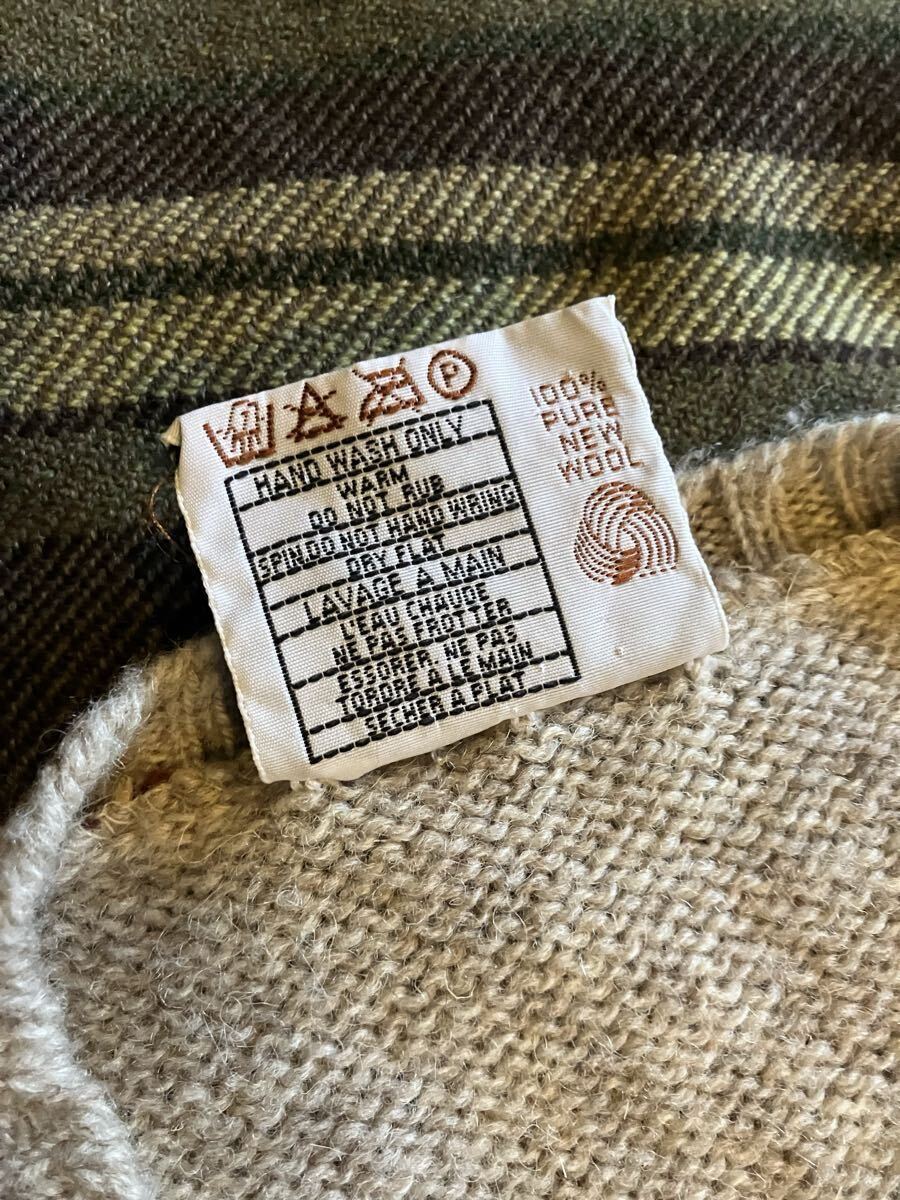 P
HAND WASH ONLY
WARM
DO NOT RUB
SPIN.DO NOT HAND WRING
DRY FLAT
LAVAGE A MAIN
L'EAU CHAUDE
NE PAS FROTTER
ESSORER. NE PAS
TORDRE A LE MAIN
SECHER A PLAT
100%
PURE
NEW
WOOL